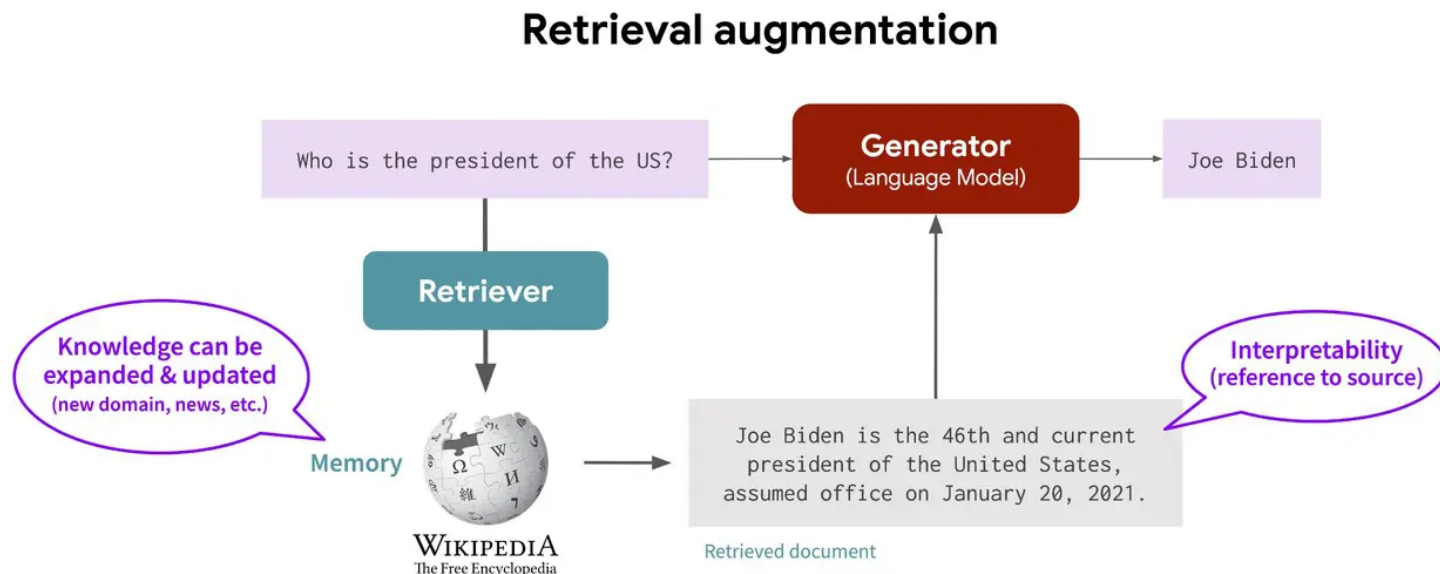 Retrieval augmentation
Who is the president of the US?
Generator
(Language Model)
Joe Biden
Retriever
Knowledge can be
expanded & updated
(new domain, news, etc.)
Interpretability
(reference to source)
Memory
Joe Biden is the 46th and current
president of the United States,
assumed office on January 20, 2021.
WIKIPEDIA
The Free Encyclopedia
Retrieved document